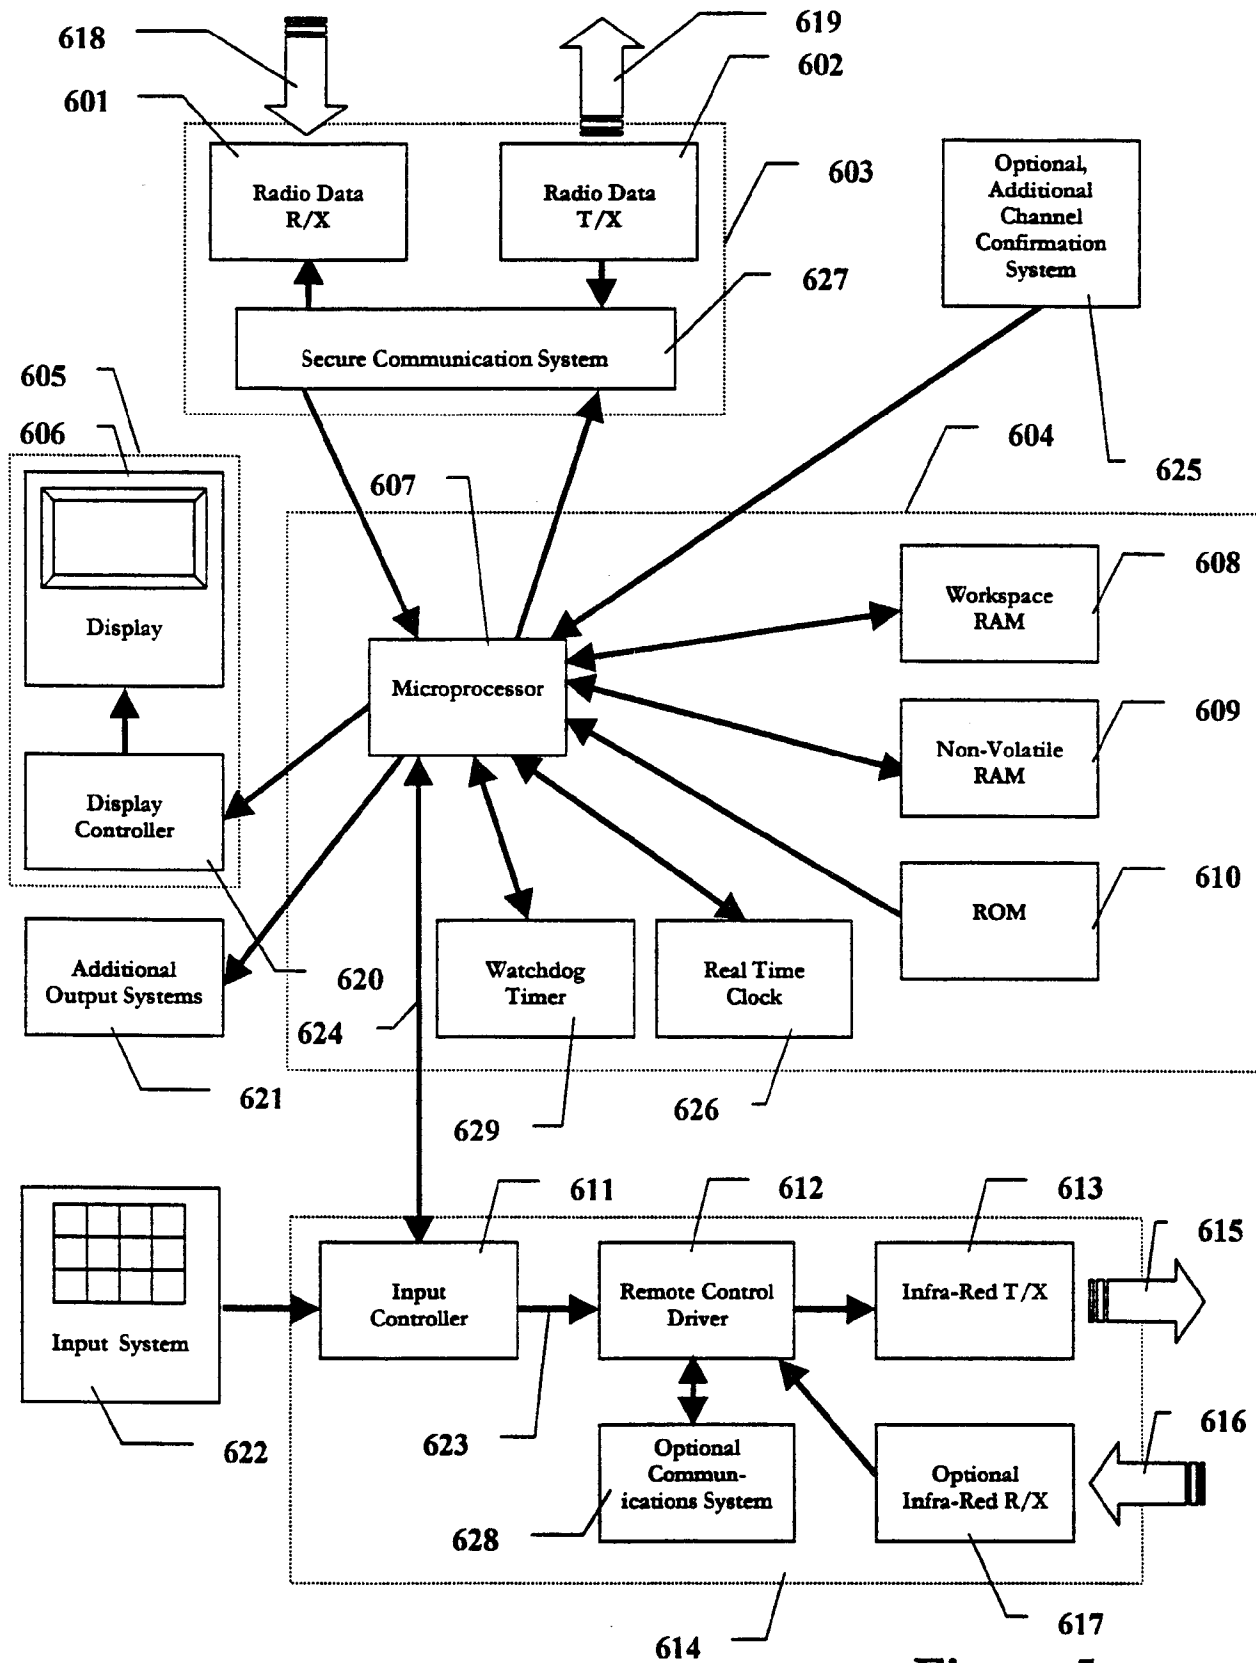 618
619
602
601
Radio Data
R/X
Radio Data
T/X
603
Optional,
Additional
Channel
Confirmation
System
627
Secure Communication System
605
606
604
625
607
608
Workspace
RAM
Display
Microprocessor
609
Non-Volatile
RAM
Display
Controller
610
ROM
Additional
Output Systems
620
624
Watchdog
Timer
Real Time
Clock
621
629
626
611
612
613
615
Input
Controller
Remote Control
Driver
Infra-Red T/X
Input System
616
622
623
Optional
Commun-
ications System
Optional
Infra-Red R/X
628
617
614